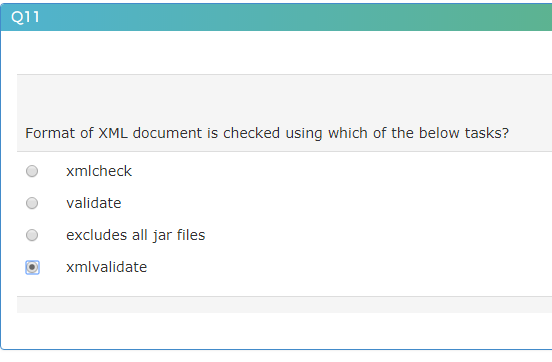 Q11
Format of XML document is checked using which of the below tasks?
xmlcheck
validate
excludes all jar files
xmlvalidate